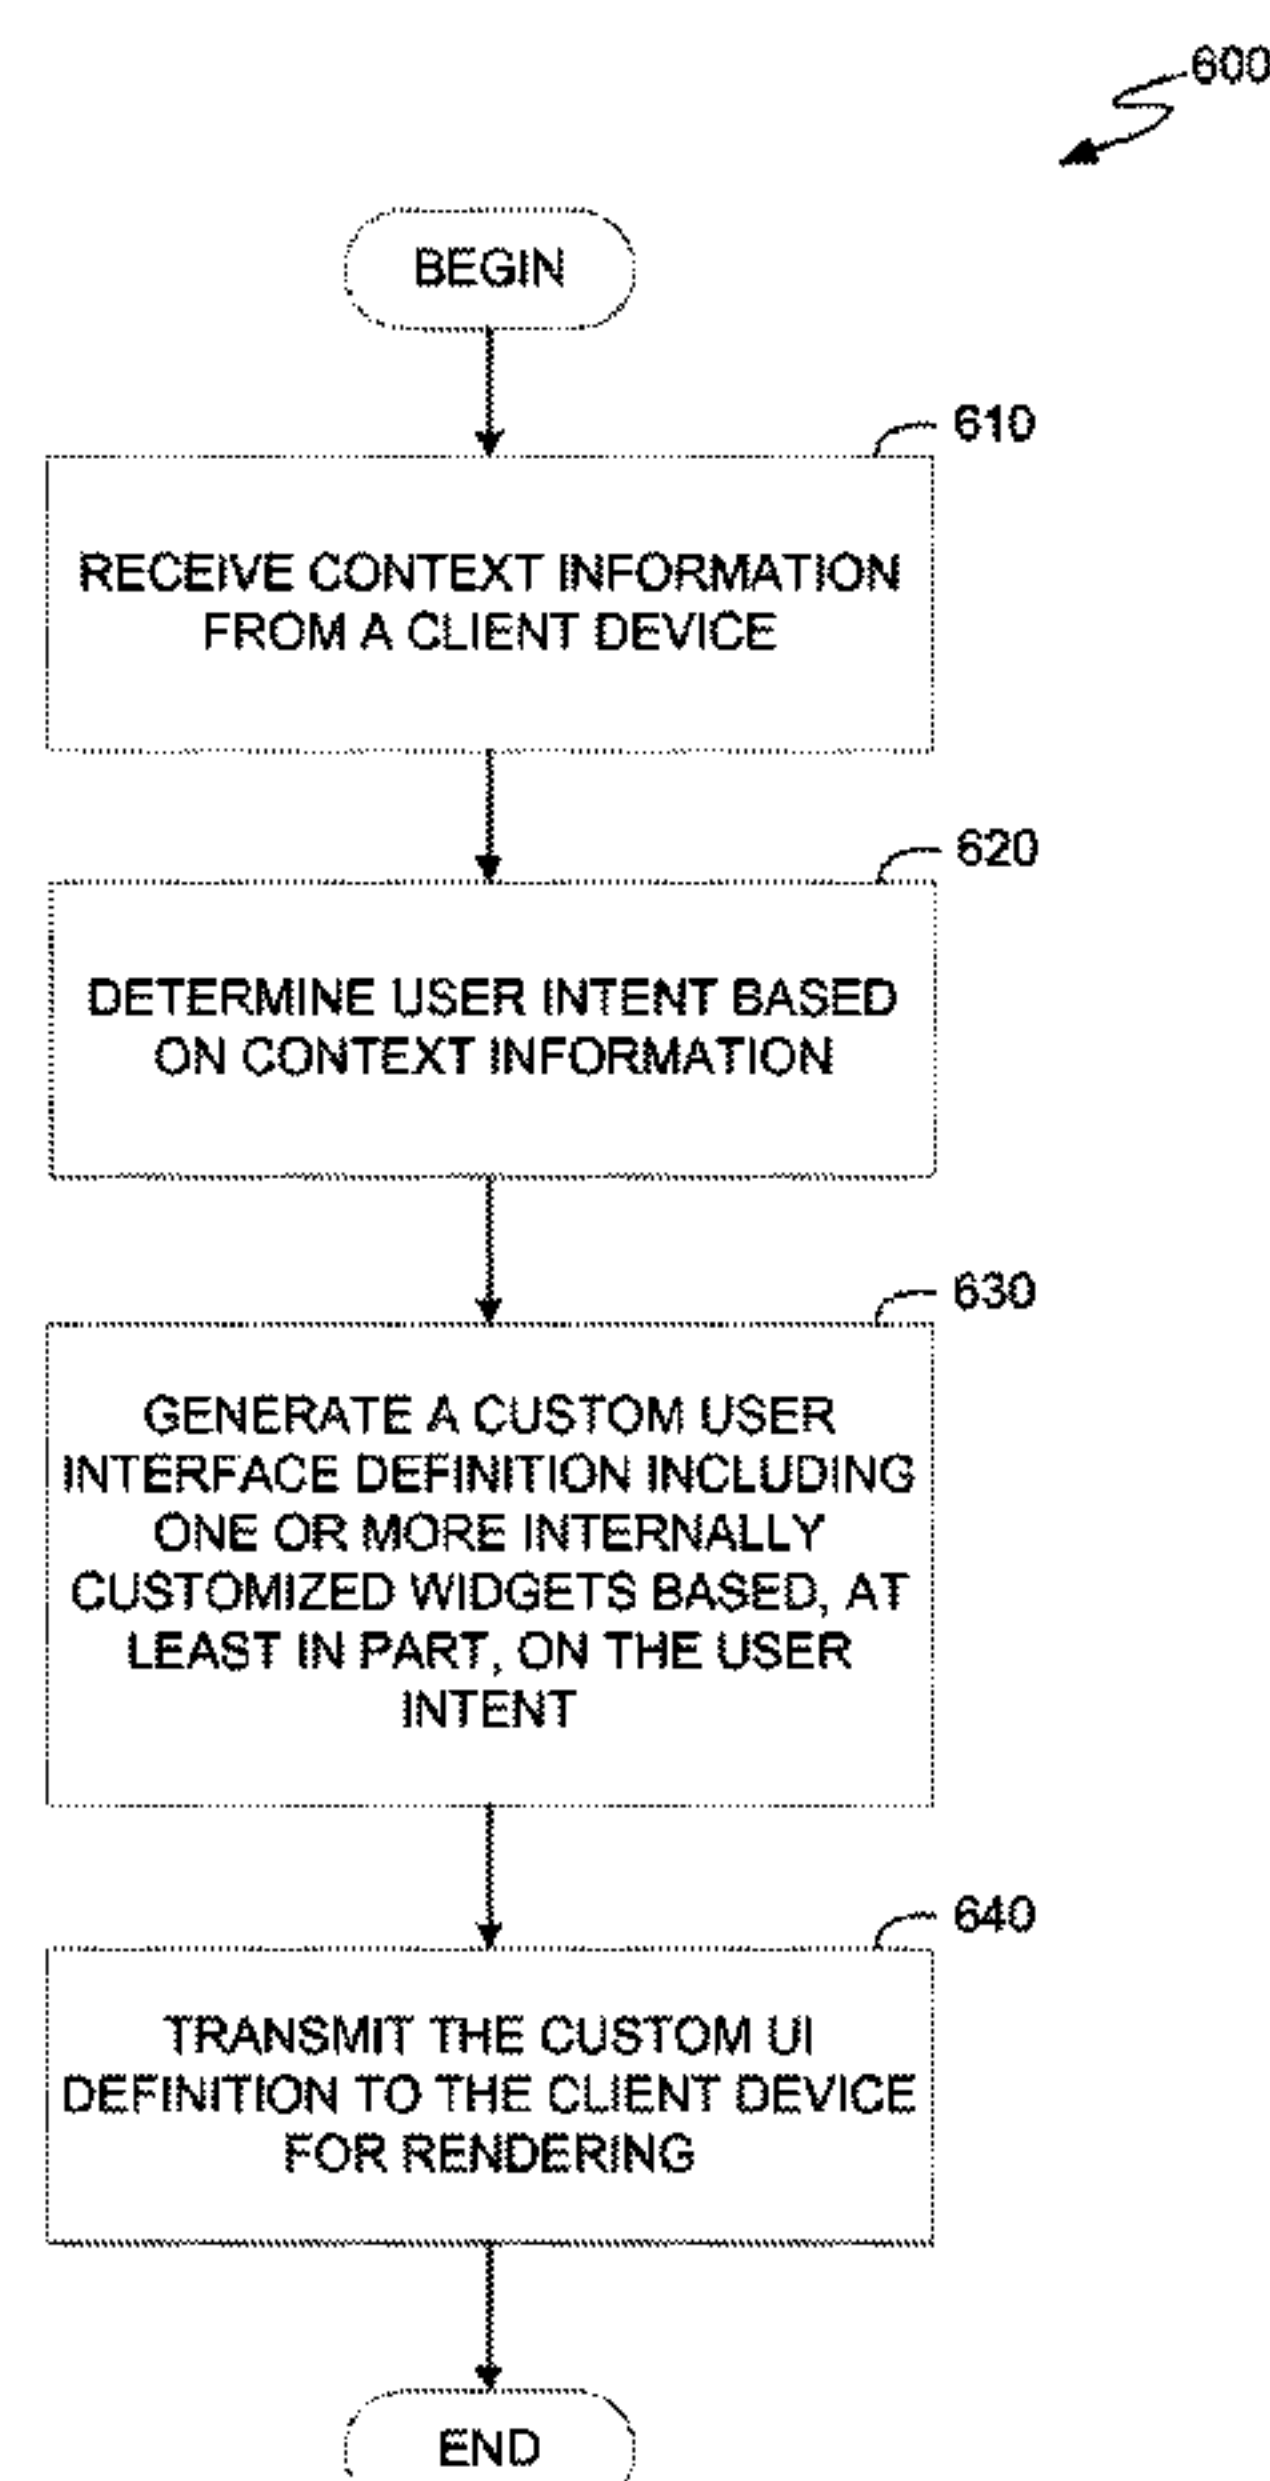 600
BEGIN
610
RECEIVE CONTEXT INFORMATION
FROM A CLIENT DEVICE
620
DETERMINE USER INTENT BASED
ON CONTEXT INFORMATION
630
GENERATE A CUSTOM USER
INTERFACE DEFINITION INCLUDING
ONE OR MORE INTERNALLY
CUSTOMIZED WIDGETS BASED, AT
LEAST IN PART, ON THE USER
INTENT
640
TRANSMIT THE CUSTOM UI
DEFINITION TO THE CLIENT DEVICE
FOR RENDERING
END